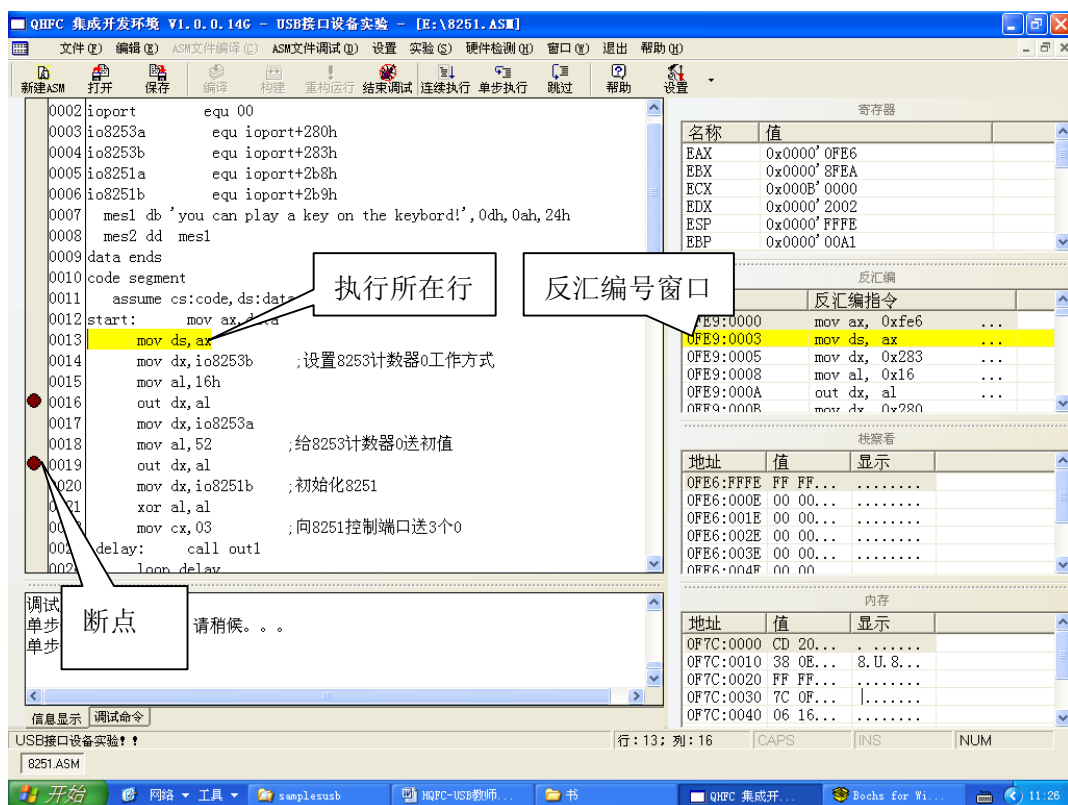 QHFC 集成开发环境 V1.0.0.14G - USB接口设备实验 - [E:\8251.ASM]
文件(F) 编辑(E) ASM文件编译(C) ASM文件调试(D) 设置 实验(S) 硬件检测(H) 窗口(W) 退出 帮助(H)
新建ASM 打开 保存 编译 构建 重构运行 结束调试 连续执行 单步执行 跳过 帮助 设置
0002 ioport equ 00
0003 io8253a equ ioport+280h
0004 io8253b equ ioport+283h
0005 io8251a equ ioport+2b8h
0006 io8251b equ ioport+2b9h
0007 mes1 db 'you can play a key on the keybord!',0dh,0ah,24h
0008 mes2 dd mes1
0009 data ends
0010 code segment
0011 assume cs:code,ds:data
0012 start: mov ax,data
0013 mov ds,ax
0014 mov dx,io8253b ;设置8253计数器0工作方式
0015 mov al,16h
0016 out dx,al
0017 mov dx,io8253a
0018 mov al,52 ;给8253计数器0送初值
0019 out dx,al
0020 mov dx,io8251b ;初始化8251
0021 xor al,al
mov cx,03 ;向8251控制端口送3个0
002 delay: call out1
002 loop delay
执行所在行
反汇编号窗口
断点
调试
单步 请稍候。。。
单步
信息显示 调试命令
寄存器
名称 值
EAX 0x0000'0FE6
EBX 0x0000'8FEA
ECX 0x000B'0000
EDX 0x0000'2002
ESP 0x0000'FFFE
EBP 0x0000'00A1
反汇编
反汇编指令
0FE9:0000 mov ax, 0xfe6 ...
0FE9:0003 mov ds, ax ...
0FE9:0005 mov dx, 0x283 ...
0FE9:0008 mov al, 0x16 ...
0FE9:000A out dx, al ...
0FE9:000B mov dx, 0x280
栈察看
地址 值 显示
0FE6:FFFE FF FF... ........
0FE6:000E 00 00... ........
0FE6:001E 00 00... ........
0FE6:002E 00 00... ........
0FE6:003E 00 00... ........
0FE6:004E 00 00
内存
地址 值 显示
0F7C:0000 CD 20... . ......
0F7C:0010 38 0E... 8.U.8...
0F7C:0020 FF FF... ........
0F7C:0030 7C 0F... |.......
0F7C:0040 06 16... ........
USB接口设备实验!! 行:13; 列:16 CAPS INS NUM
8251.ASM
开始 网络 工具 samplesusb HQFC-USB教师... 书 QHFC 集成开... Bochs for Wi... 11:26